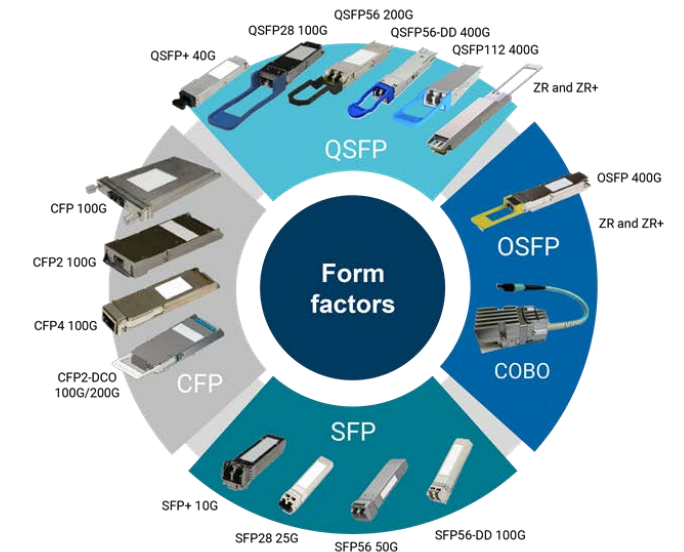 QSFP56 200G
QSFP28 100G
QSFP56-DD 400G
QSFP+ 40G
QSFP112 400G
ZR and ZR+
QSFP
CFP 100G
CFP2 100G
CFP4 100G
CFP2-DCO
100G/200G
CFP
Form
factors
OSFP 400G
ZR and ZR+
OSFP
COBO
SFP
SFP+ 10G
SFP28 25G
SFP56 50G
SFP56-DD 100G